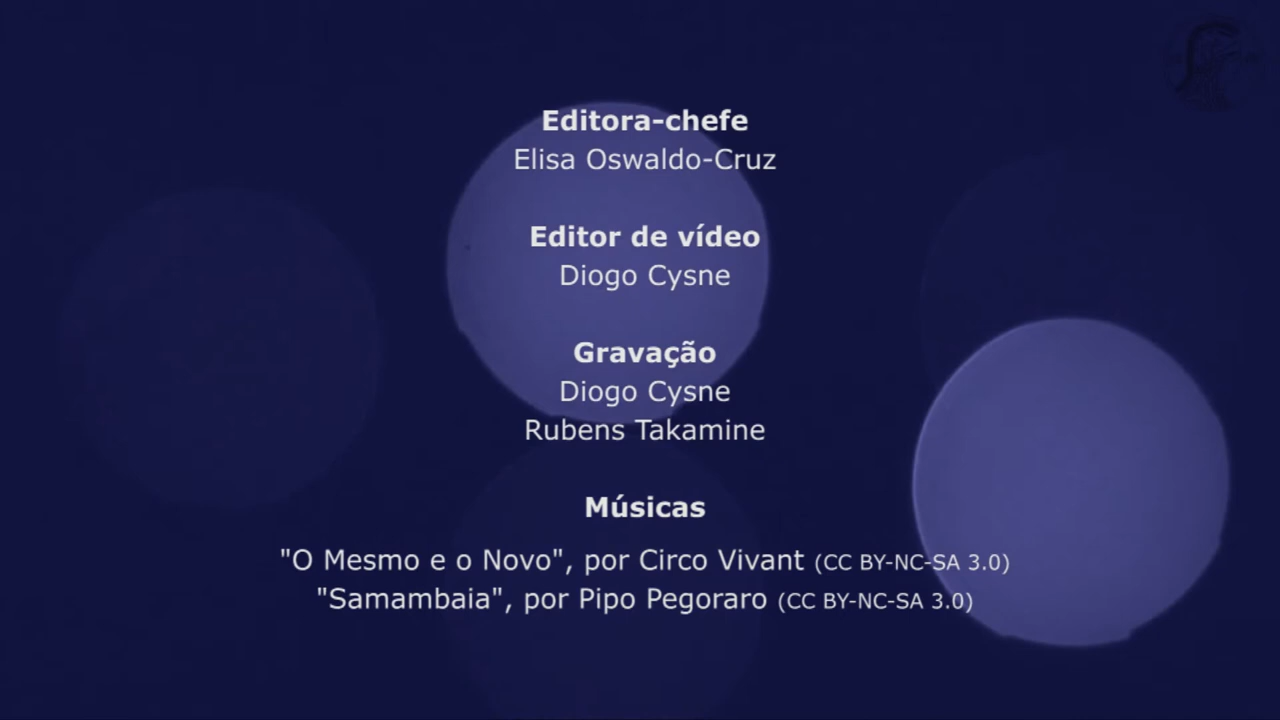 Editora-chefe
Elisa Oswaldo-Cruz
Editor de vídeo
Diogo Cysne
Gravação
Diogo Cysne
Rubens Takamine
Músicas
"O Mesmo e o Novo", por Circo Vivant (CC BY-NC-SA 3.0)
"Samambaia", por Pipo Pegoraro (CC BY-NC-SA 3.0)